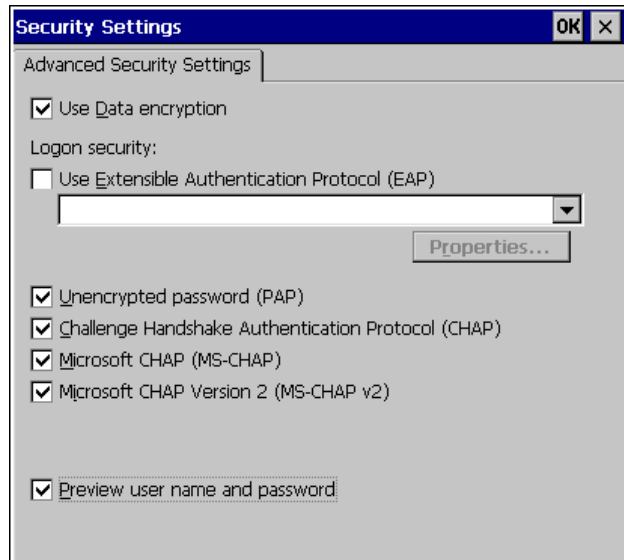 Security Settings OK ×
Advanced Security Settings
Use Data encryption
Logon security:
Use Extensible Authentication Protocol (EAP)
Properties...
Unencrypted password (PAP)
Challenge Handshake Authentication Protocol (CHAP)
Microsoft CHAP (MS-CHAP)
Microsoft CHAP Version 2 (MS-CHAP v2)
Preview user name and password